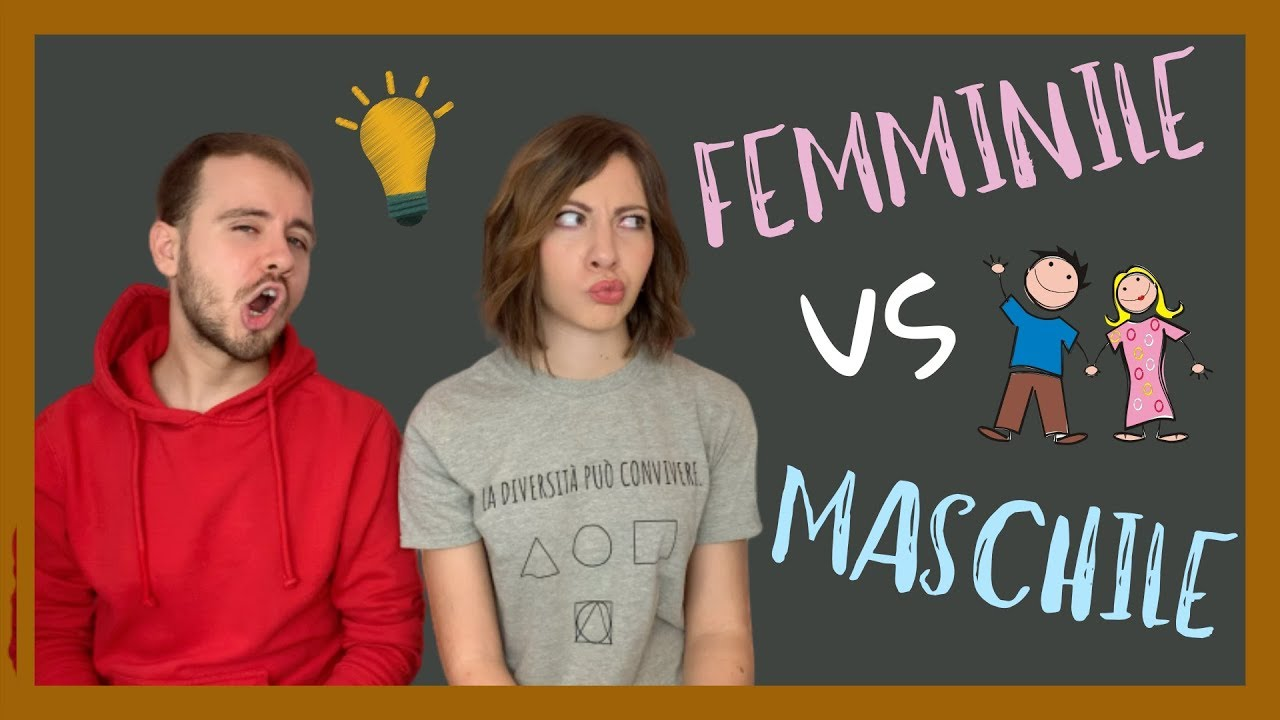 FEMMINILE
VS
MASCHILE
LA DIVERSITÀ PUÒ CONVIVERE.